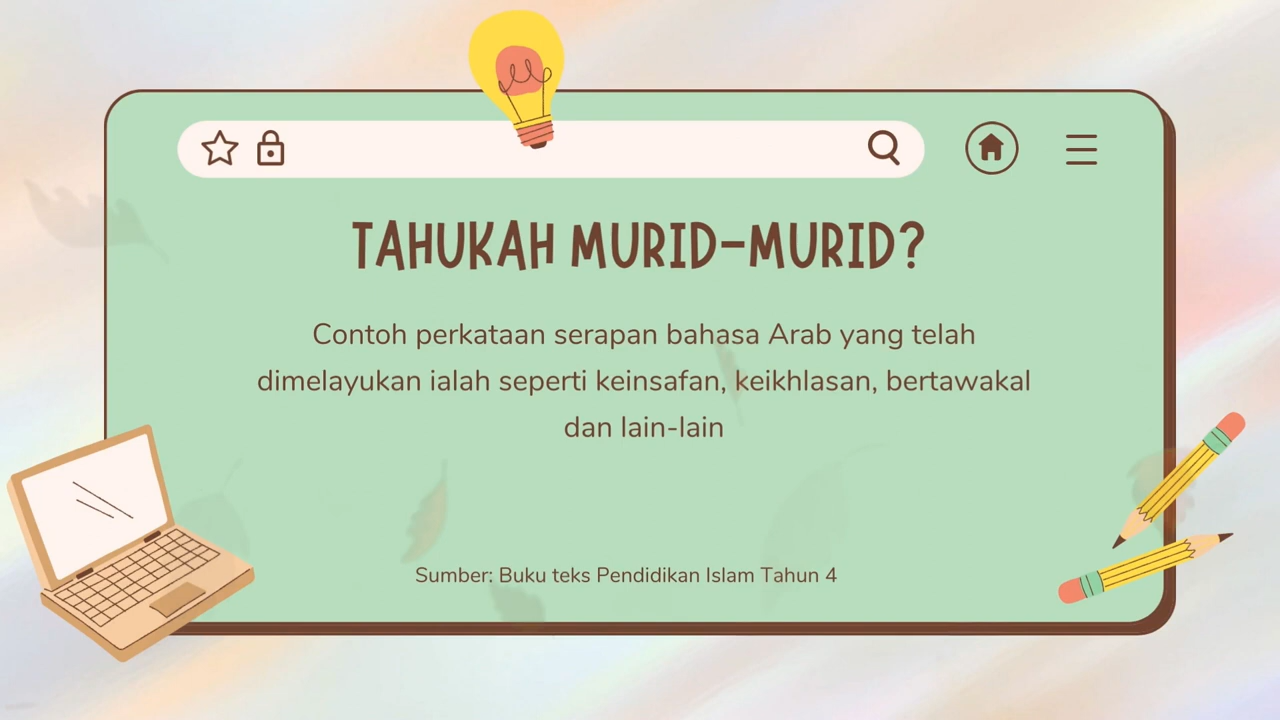 TAHUKAH MURID-MURID?
Contoh perkataan serapan bahasa Arab yang telah
dimelayukan ialah seperti keinsafan, keikhlasan, bertawakal
dan lain-lain
Sumber: Buku teks Pendidikan Islam Tahun 4